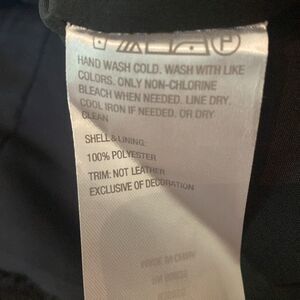 HAND WASH COLD. WASH WITH LIKE
COLORS. ONLY NON-CHLORINE
BLEACH WHEN NEEDED. LINE DRY.
COOL IRON IF NEEDED. OR DRY
CLEAN
SHELL & LINING:
100% POLYESTER
TRIM: NOT LEATHER
EXCLUSIVE OF DECORATION
MADE IN CHINA